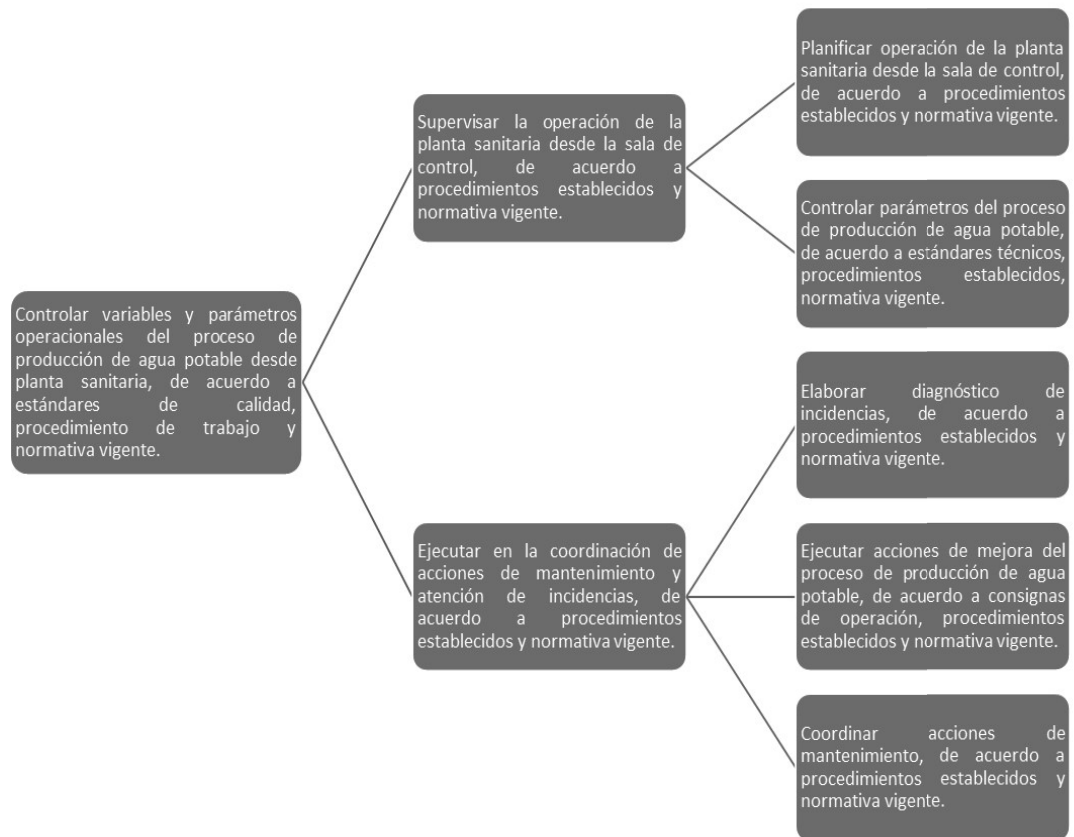 Controlar variables y parámetros
operacionales del proceso de
producción de agua potable desde
planta sanitaria, de acuerdo a
estándares de calidad,
procedimiento de trabajo y
normativa vigente.
Supervisar la operación de la
planta sanitaria desde la sala de
control, de acuerdo a
procedimientos establecidos y
normativa vigente.
Planificar operación de la planta
sanitaria desde la sala de control,
de acuerdo a procedimientos
establecidos y normativa vigente.
Controlar parámetros del proceso
de producción de agua potable,
de acuerdo a estándares técnicos,
procedimientos establecidos,
normativa vigente.
Ejecutar en la coordinación de
acciones de mantenimiento y
atención de incidencias, de
acuerdo a procedimientos
establecidos y normativa vigente.
Elaborar diagnóstico de
incidencias, de acuerdo a
procedimientos establecidos y
normativa vigente.
Ejecutar acciones de mejora del
proceso de producción de agua
potable, de acuerdo a consignas
de operación, procedimientos
establecidos y normativa vigente.
Coordinar acciones de
mantenimiento, de acuerdo a
procedimientos establecidos y
normativa vigente.